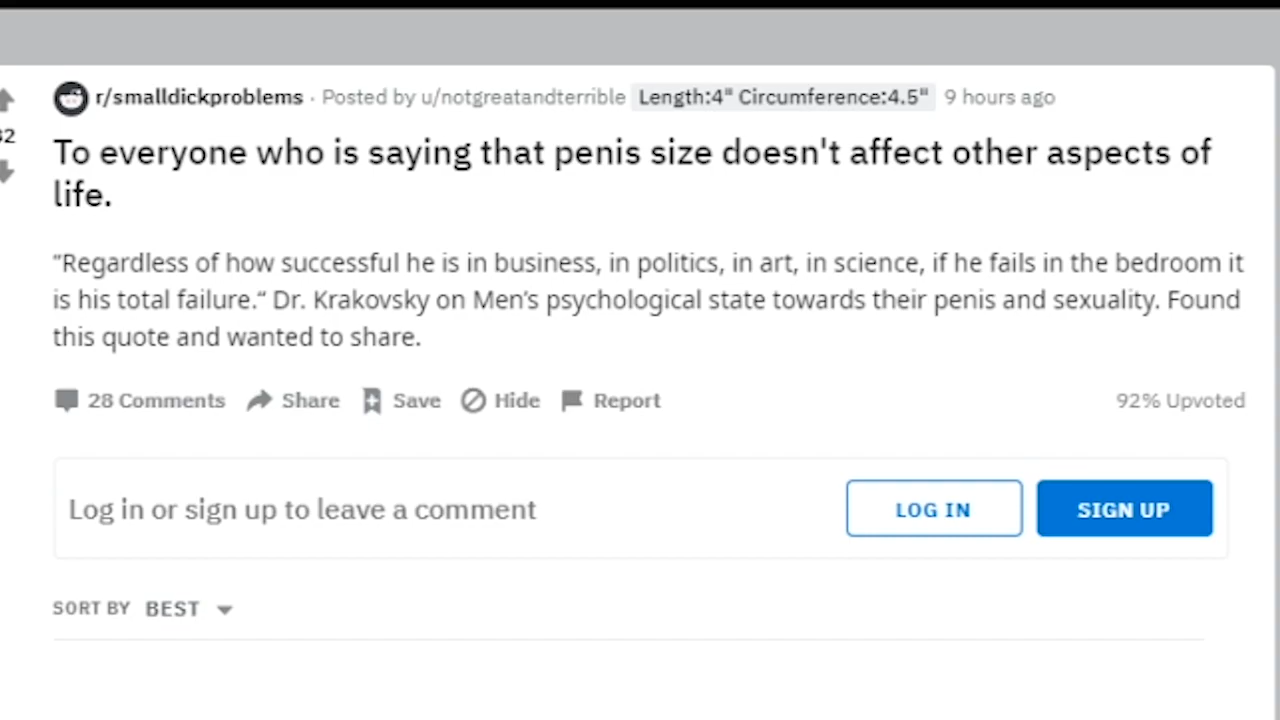 r/smalldickproblems · Posted by u/notgreatandterrible Length:4" Circumference:4.5" 9 hours ago
To everyone who is saying that penis size doesn't affect other aspects of
life.
“Regardless of how successful he is in business, in politics, in art, in science, if he fails in the bedroom it
is his total failure.“ Dr. Krakovsky on Men’s psychological state towards their penis and sexuality. Found
this quote and wanted to share.
28 Comments Share Save Hide Report 92% Upvoted
Log in or sign up to leave a comment LOG IN SIGN UP
SORT BY BEST